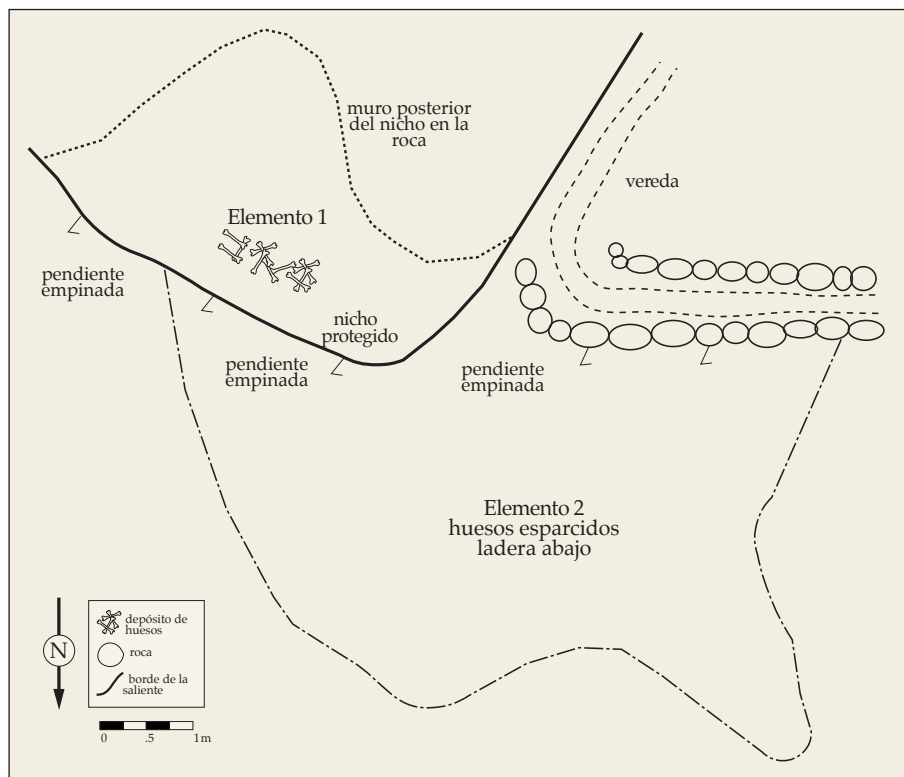 muro posterior
del nicho en la
roca
vereda
Elemento 1
pendiente
empinada
nicho
protegido
pendiente
empinada
pendiente
empinada
Elemento 2
huesos esparcidos
ladera abajo
N
depósito de
huesos
roca
borde de la
saliente
0 .5 1 m